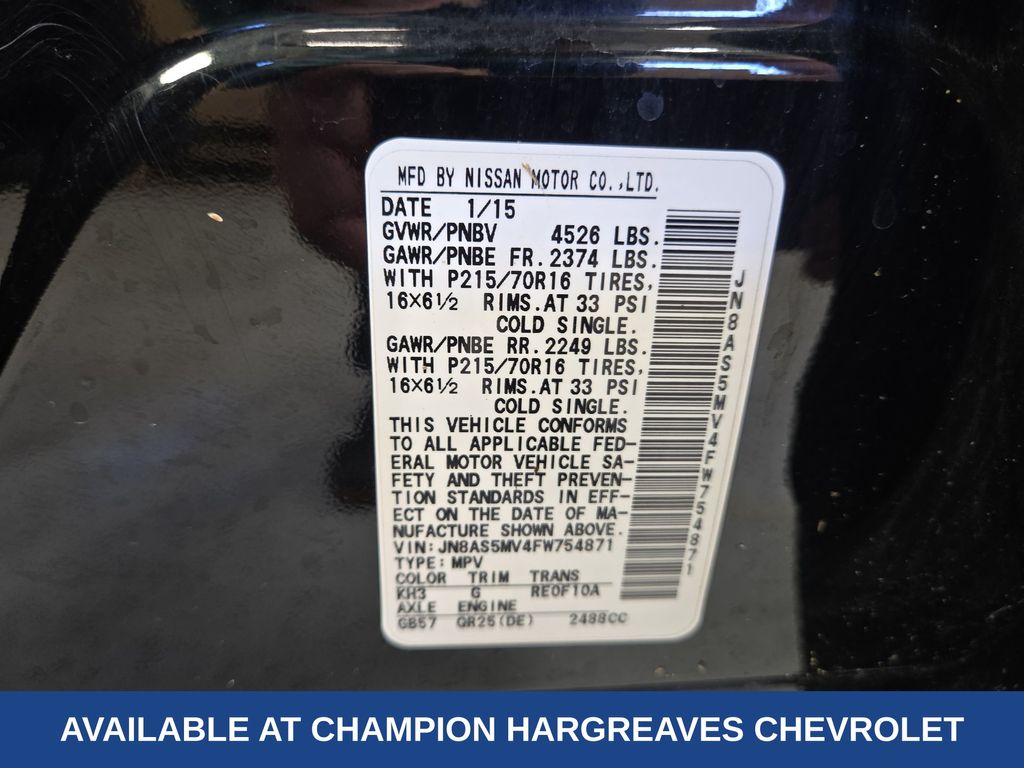 MFD BY NISSAN MOTOR CO.,LTD.
DATE 1/15
GVWR/PNBV 4526 LBS.
GAWR/PNBE FR. 2374 LBS.
WITH P215/70R16 TIRES,
16X6½ RIMS. AT 33 PSI
COLD SINGLE.
GAWR/PNBE RR. 2249 LBS.
WITH P215/70R16 TIRES,
16X6½ RIMS. AT 33 PSI
COLD SINGLE.
THIS VEHICLE CONFORMS
TO ALL APPLICABLE FED-
ERAL MOTOR VEHICLE SA-
FETY AND THEFT PREVEN-
TION STANDARDS IN EFF-
ECT ON THE DATE OF MA-
NUFACTURE SHOWN ABOVE.
VIN:JN8AS5MV4FW754871
TYPE:MPV
COLOR TRIM TRANS
KH3 G RE0F10A
AXLE ENGINE
GB57 QR25(DE) 2488CC
JN8AS5MV4FW754871
AVAILABLE AT CHAMPION HARGREAVES CHEVROLET